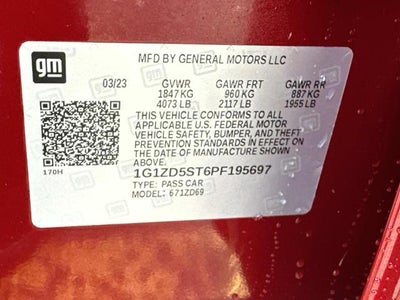 gm
MFD BY GENERAL MOTORS LLC
03/23 GVWR GAWR FRT GAWR RR
1847 KG 960 KG 887 KG
4073 LB 2117 LB 1955 LB
THIS VEHICLE CONFORMS TO ALL
APPLICABLE U.S. FEDERAL MOTOR
VEHICLE SAFETY, BUMPER, AND THEFT
PREVENTION STANDARDS IN EFFECT ON
THE DATE OF MANUFACTURE SHOWN ABOVE.
170H
1G1ZD5ST6PF195697
TYPE: PASS CAR
MODEL: 671ZD69